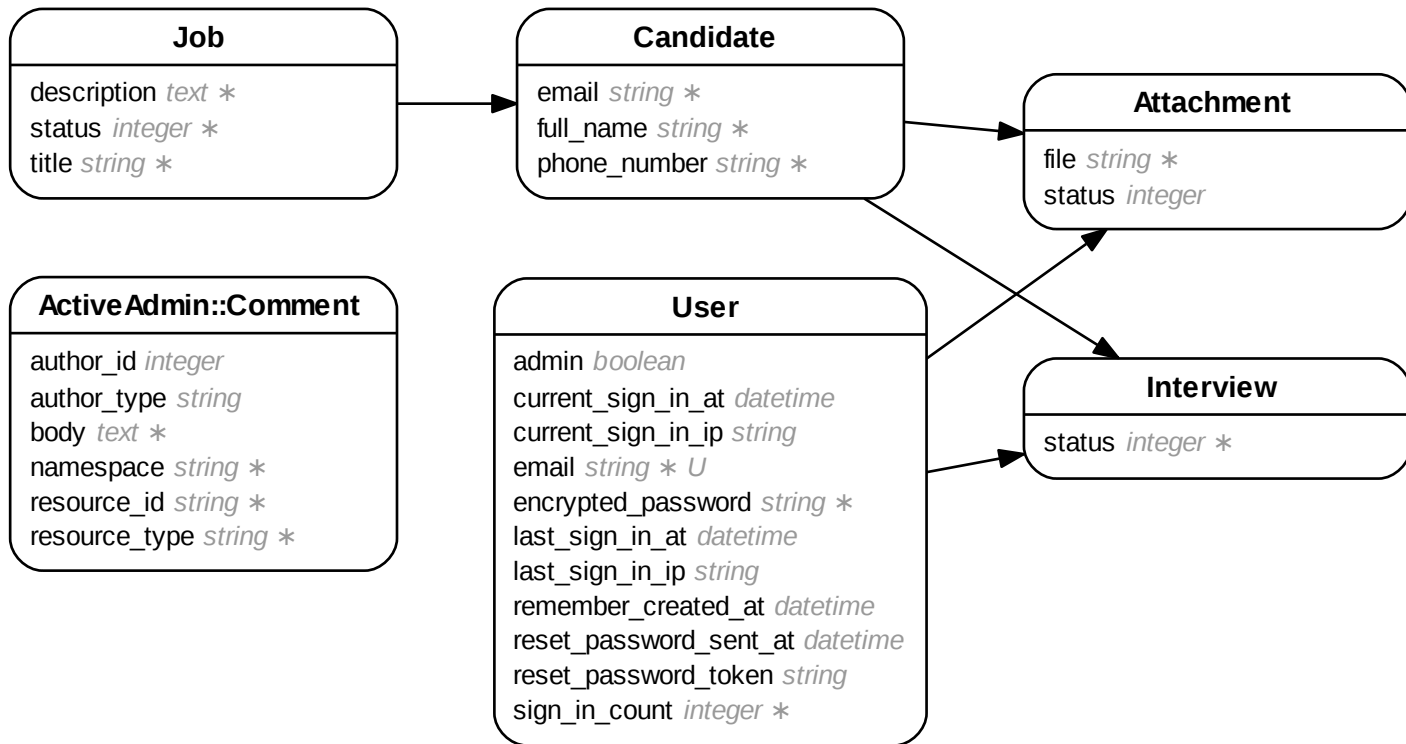 Job
description text ∗
status integer ∗
title string ∗
Candidate
email string ∗
full_name string ∗
phone_number string ∗
Attachment
file string ∗
status integer
ActiveAdmin::Comment
author_id integer
author_type string
body text ∗
namespace string ∗
resource_id string ∗
resource_type string ∗
User
admin boolean
current_sign_in_at datetime
current_sign_in_ip string
email string ∗ U
encrypted_password string ∗
last_sign_in_at datetime
last_sign_in_ip string
remember_created_at datetime
reset_password_sent_at datetime
reset_password_token string
sign_in_count integer ∗
Interview
status integer ∗